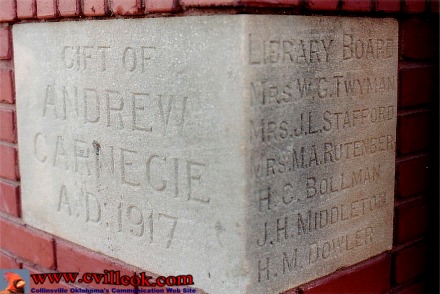 GIFT OF
ANDREW
CARNEGIE
A.D. 1917
LIBRARY BOARD
MRS. W. G. TWYMAN
MRS. J. L. STAFFORD
MRS. M. A. RUTENBER
H. C. BOLLMAN
J. H. MIDDLETON
H. M. DOWLER
www.cvilleok.com
Collinsville Oklahoma's Communication Web Site